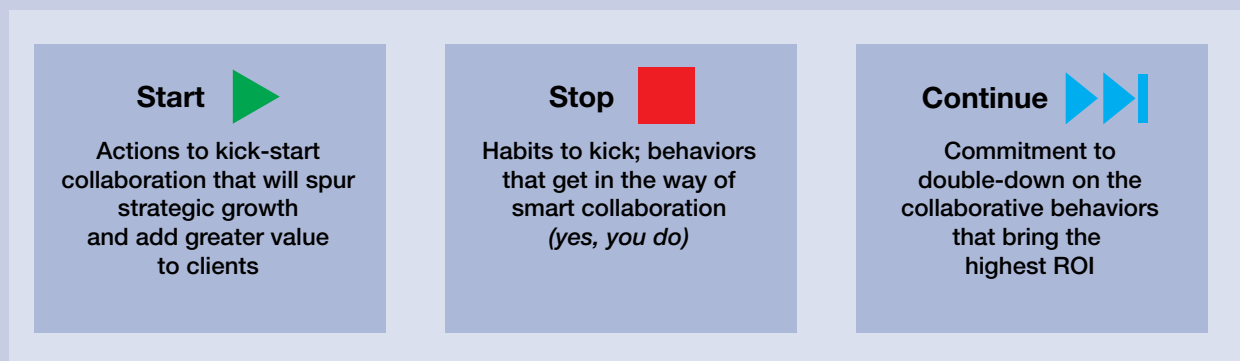 Start
Actions to kick-start
collaboration that will spur
strategic growth
and add greater value
to clients
Stop
Habits to kick; behaviors
that get in the way of
smart collaboration
(yes, you do)
Continue
Commitment to
double-down on the
collaborative behaviors
that bring the
highest ROI